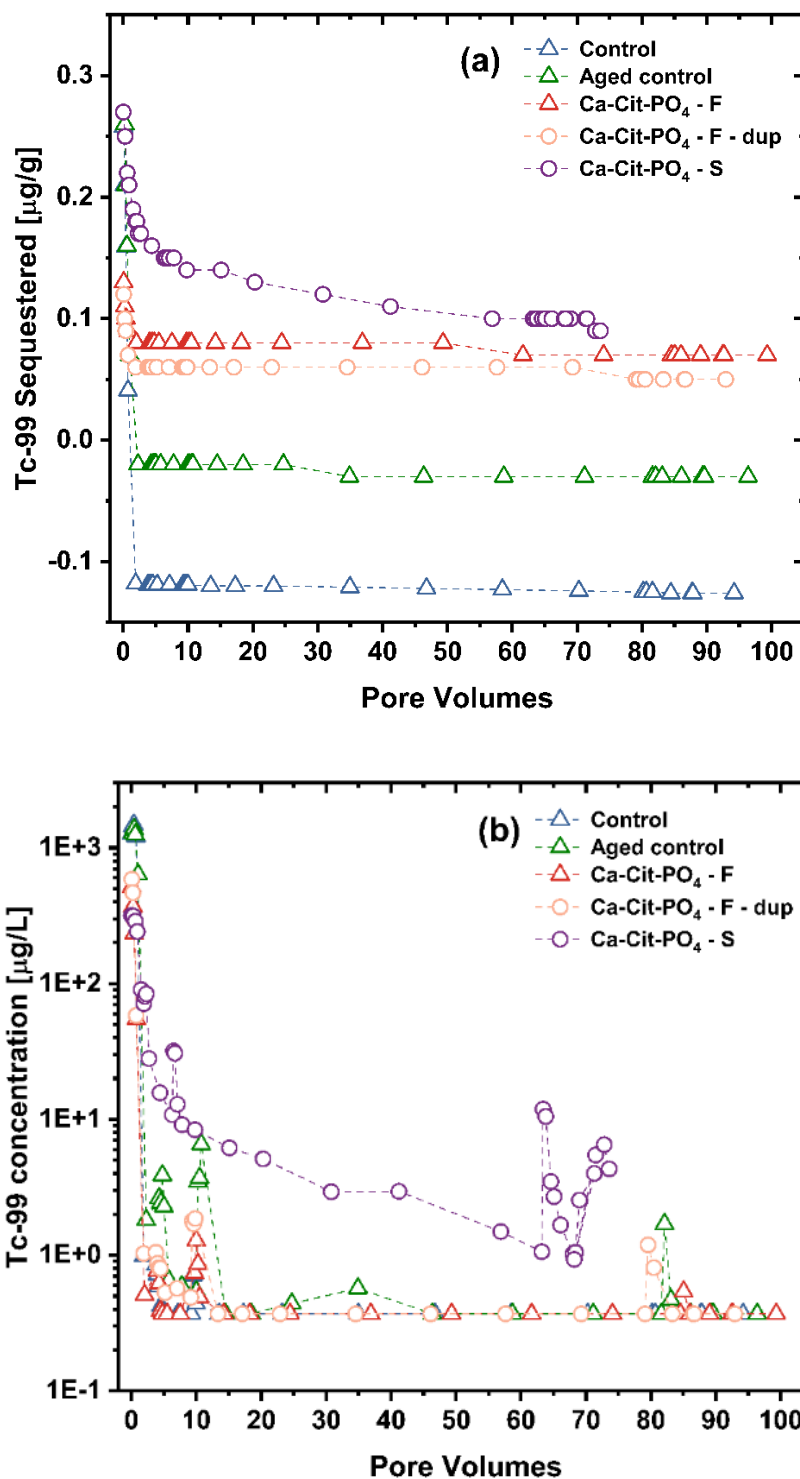 (a)
Control
Aged control
Ca-Cit-PO₄ - F
Ca-Cit-PO₄ - F - dup
Ca-Cit-PO₄ - S
Tc-99 Sequestered [µg/g]
0.3
0.2
0.1
0.0
-0.1
0 10 20 30 40 50 60 70 80 90 100
Pore Volumes
(b)
Control
Aged control
Ca-Cit-PO₄ - F
Ca-Cit-PO₄ - F - dup
Ca-Cit-PO₄ - S
Tc-99 concentration [µg/L]
1E+3
1E+2
1E+1
1E+0
1E-1
0 10 20 30 40 50 60 70 80 90 100
Pore Volumes